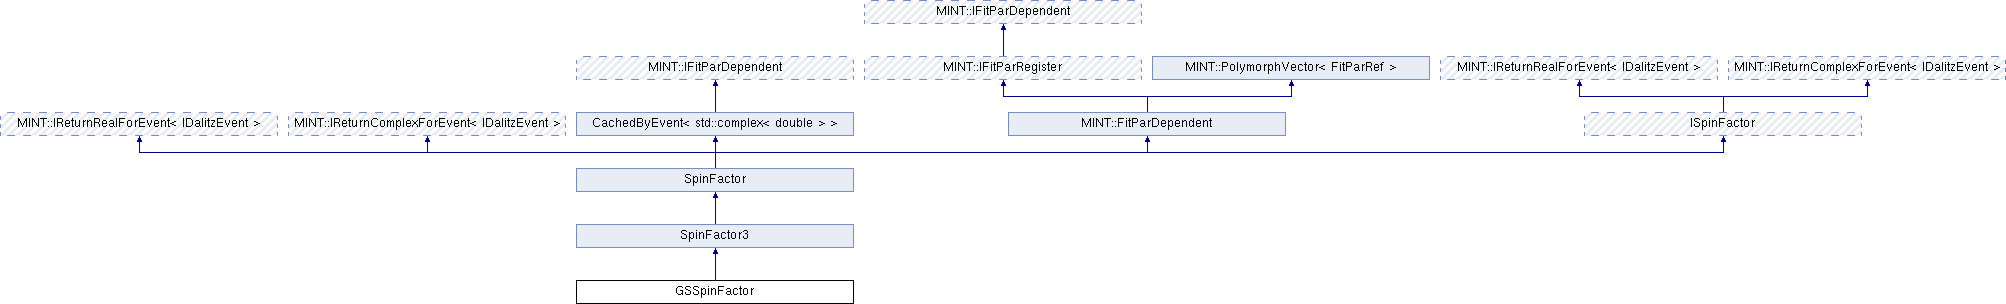 MINT::IFitParDependent
MINT::IFitParDependent
MINT::IFitParRegister
MINT::PolymorphVector< FitParRef >
MINT::IReturnRealForEvent< IDalitzEvent >
MINT::IReturnComplexForEvent< IDalitzEvent >
MINT::IReturnRealForEvent< IDalitzEvent >
MINT::IReturnComplexForEvent< IDalitzEvent >
CachedByEvent< std::complex< double > >
MINT::FitParDependent
ISpinFactor
SpinFactor
SpinFactor3
GSSpinFactor